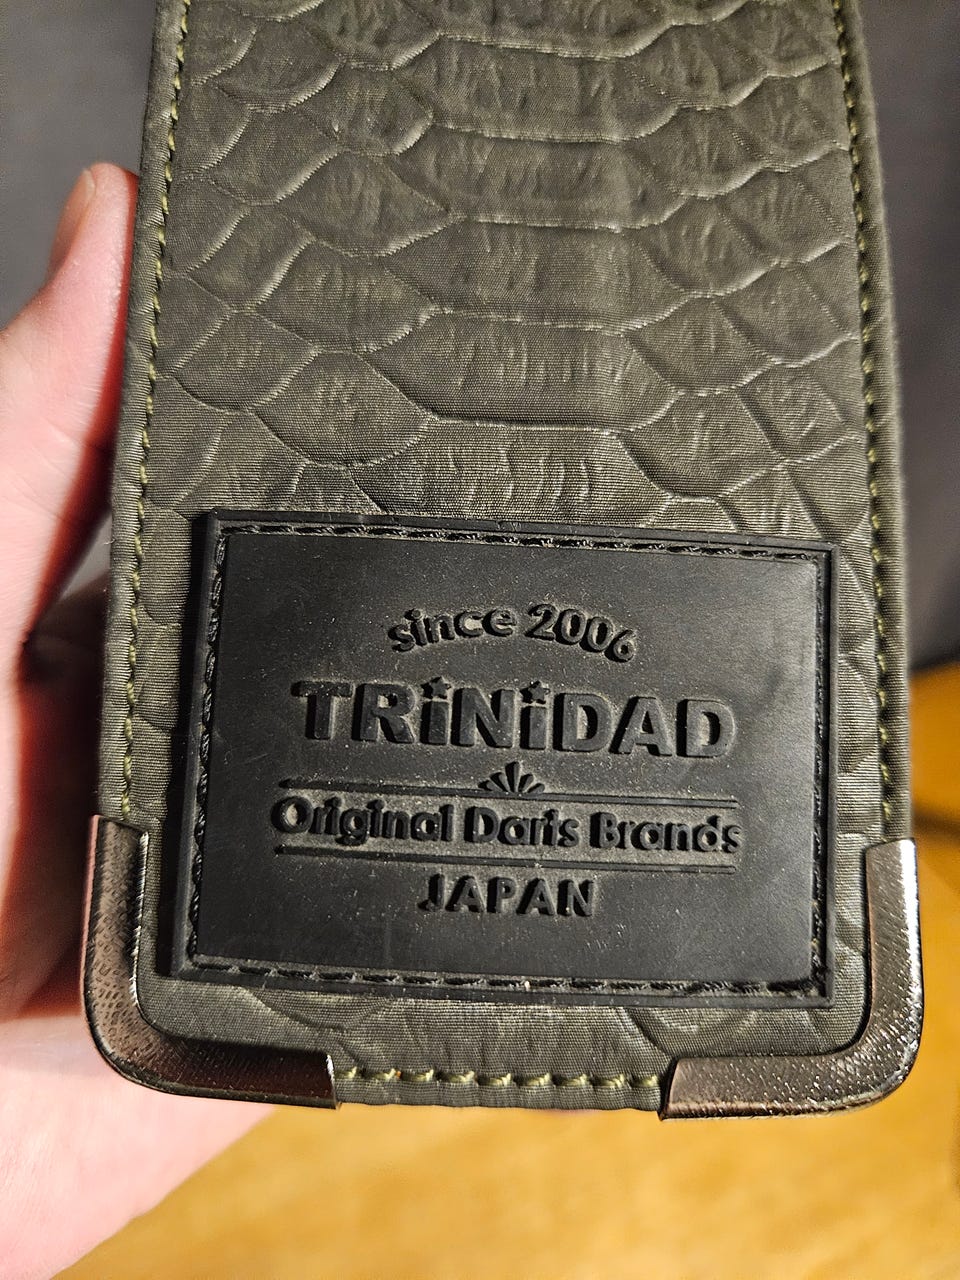 since 2006
TRiNiDAD
Original Darts Brands
JAPAN